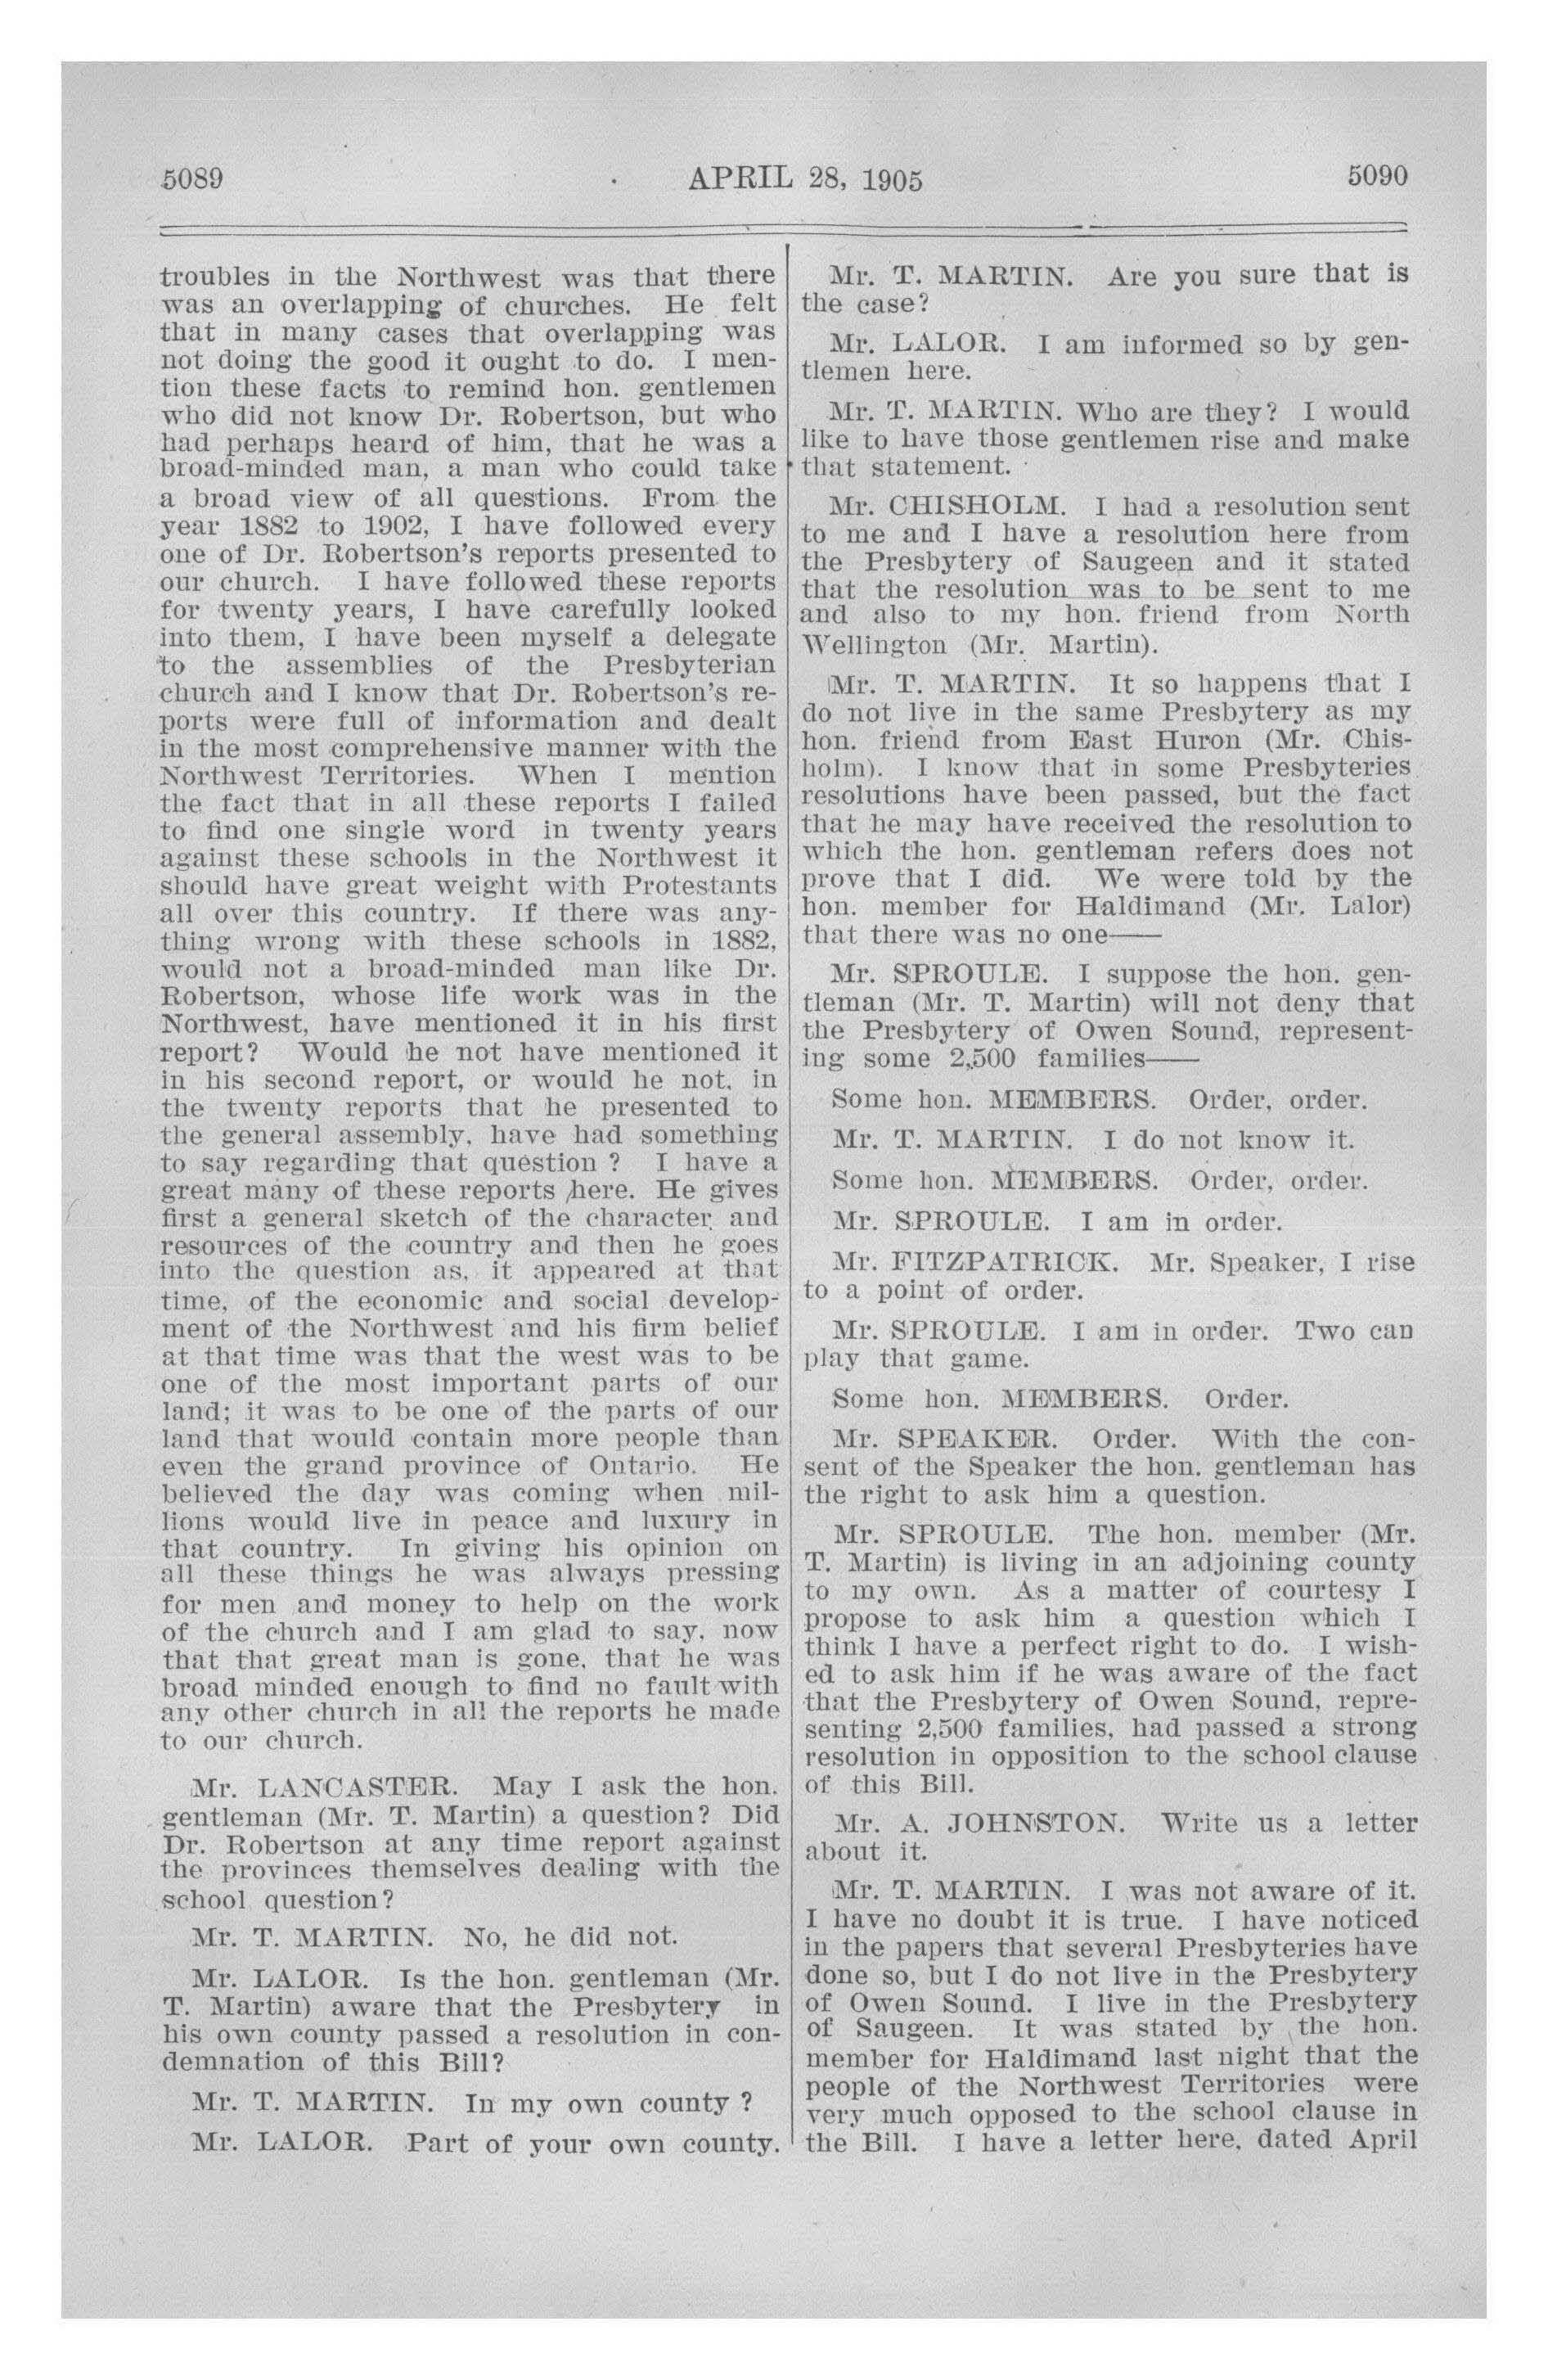 5089
APRIL 28, 1905
5090
troubles in the Northwest was that there
was an overlapping of churches. He felt
that in many cases that overlapping was
not doing the good it ought to do. I men-
tion these facts to remind hon. gentlemen
who did not know Dr. Robertson, but who
had perhaps heard of him, that he was a
broad-minded man, a man who could take
a broad view of all questions. From the
year 1882 to 1902, I have followed every
one of Dr. Robertson's reports presented to
our church. I have followed these reports
for twenty years, I have carefully looked
into them, I have been myself a delegate
to the assemblies of the Presbyterian
church and I know that Dr. Robertson's re-
ports were full of information and dealt
in the most comprehensive manner with the
Northwest Territories. When I mention
the fact that in all these reports I failed
to find one single word in twenty years
against these schools in the Northwest it
should have great weight with Protestants
all over this country. If there was any-
thing wrong with these schools in 1882,
would not a broad-minded man like Dr.
Robertson, whose life work was in the
Northwest, have mentioned it in his first
report? Would he not have mentioned it
in his second report, or would he not, in
the twenty reports that he presented to
the general assembly, have had something
to say regarding that question ? I have a
great many of these reports here. He gives
first a general sketch of the character and
resources of the country and then he goes
into the question as, it appeared at that
time, of the economic and social develop-
ment of the Northwest and his firm belief
at that time was that the west was to be
one of the most important parts of our
land; it was to be one of the parts of our
land that would contain more people than
even the grand province of Ontario. He
believed the day was coming when mil-
lions would live in peace and luxury in
that country. In giving his opinion on
all these things he was always pressing
for men and money to help on the work
of the church and I am glad to say, now
that that great man is gone, that he was
broad minded enough to find no fault with
any other church in all the reports he made
to our church.
Mr. LANCASTER. May I ask the hon.
gentleman (Mr. T. Martin) a question? Did
Dr. Robertson at any time report against
the provinces themselves dealing with the
school question?
Mr. T. MARTIN. No, he did not.
Mr. LALOR. Is the hon. gentleman (Mr.
T. Martin) aware that the Presbytery in
his own county passed a resolution in con-
demnation of this Bill?
Mr. T. MARTIN. In my own county ?
Mr. LALOR. Part of your own county.
Mr. T. MARTIN. Are you sure that is
the case?
Mr. LALOR. I am informed so by gen-
tlemen here.
Mr. T. MARTIN. Who are they? I would
like to have those gentlemen rise and make
that statement.
Mr. CHISHOLM. I had a resolution sent
to me and I have a resolution here from
the Presbytery of Saugeen and it stated
that the resolution was to be sent to me
and also to my hon. friend from North
Wellington (Mr. Martin).
Mr. T. MARTIN. It so happens that I
do not live in the same Presbytery as my
hon. friend from East Huron (Mr. Chis-
holm). I know that in some Presbyteries
resolutions have been passed, but the fact
that he may have received the resolution to
which the hon. gentleman refers does not
prove that I did. We were told by the
hon. member for Haldimand (Mr. Lalor)
that there was no one——
Mr. SPROULE. I suppose the hon. gen-
tleman (Mr. T. Martin) will not deny that
the Presbytery of Owen Sound, represent-
ing some 2,500 families——
Some hon. MEMBERS. Order, order.
Mr. T. MARTIN. I do not know it.
Some hon. MEMBERS. Order, order.
Mr. SPROULE. I am in order.
Mr. FITZPATRICK. Mr. Speaker, I rise
to a point of order.
Mr. SPROULE. I am in order. Two can
play that game.
Some hon. MEMBERS. Order.
Mr. SPEAKER. Order. With the con-
sent of the Speaker the hon. gentleman has
the right to ask him a question.
Mr. SPROULE. The hon. member (Mr.
T. Martin) is living in an adjoining county
to my own. As a matter of courtesy I
propose to ask him a question which I
think I have a perfect right to do. I wish-
ed to ask him if he was aware of the fact
that the Presbytery of Owen Sound, repre-
senting 2,500 families, had passed a strong
resolution in opposition to the school clause
of this Bill.
Mr. A. JOHNSTON. Write us a letter
about it.
Mr. T. MARTIN. I was not aware of it.
I have no doubt it is true. I have noticed
in the papers that several Presbyteries have
done so, but I do not live in the Presbytery
of Owen Sound. I live in the Presbytery
of Saugeen. It was stated by the hon.
member for Haldimand last night that the
people of the Northwest Territories were
very much opposed to the school clause in
the Bill. I have a letter here, dated April